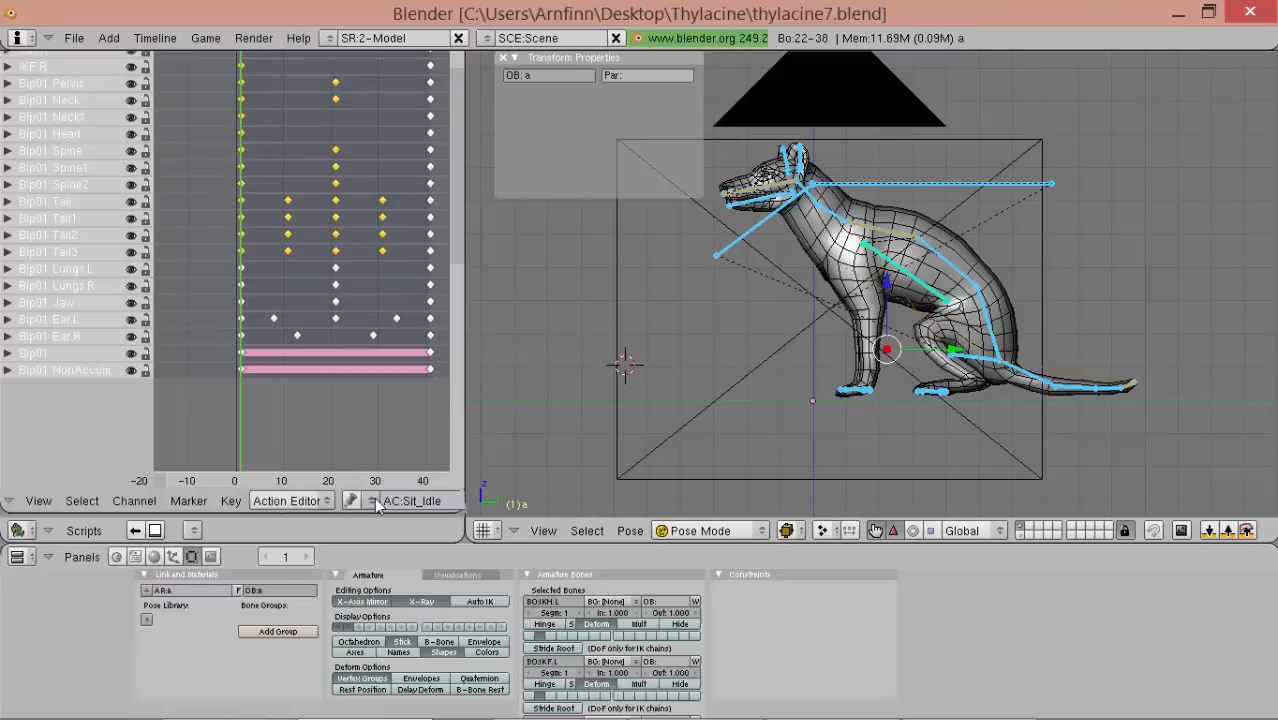 Blender [C:\Users\Arnfinn\Desktop\Thylacine\thylacine7.blend]
File Add Timeline Game Render Help SR:2-Model SCE:Scene www.blender.org 249.2 Bo:22-38 | Mem:11.69M (0.09M) a
IKF R
Bip01 Pelvis
Bip01 Neck
Bip01 Neck1
Bip01 Head
Bip01 Spine
Bip01 Spine1
Bip01 Spine2
Bip01 Tail
Bip01 Tail1
Bip01 Tail2
Bip01 Tail3
Bip01 Lungs L
Bip01 Lungs R
Bip01 Jaw
Bip01 Ear.L
Bip01 Ear.R
Bip01
Bip01 NonAccum
-20 -10 0 10 20 30 40
View Select Channel Marker Key Action Editor AC:Sit_Idle
Scripts
Transform Properties
OB: a Par:
z
(1) a
View Select Pose Pose Mode Global
Panels 1
Link and Materials
AR:a F OB:a
Pose Library: Bone Groups:
Add Group
Armature Visualisations
Editing Options
X-Axis Mirror X-Ray Auto IK
Display Options
Octahedron Stick B-Bone Envelope
Axes Names Shapes Colors
Deform Options
Vertex Groups Envelopes Quaternion
Rest Position Delay Deform B-Bone Rest
Armature Bones
Selected Bones
BO:IKH.L BG: [None] OB: W
Segm: 1 In: 1.000 Out: 1.000
Hinge S Deform Mult Hide
Stride Root (DoF only for IK chains)
BO:IKF.L BG: [None] OB: W
Segm: 1 In: 1.000 Out: 1.000
Hinge S Deform Mult Hide
Stride Root (DoF only for IK chains)
Constraints